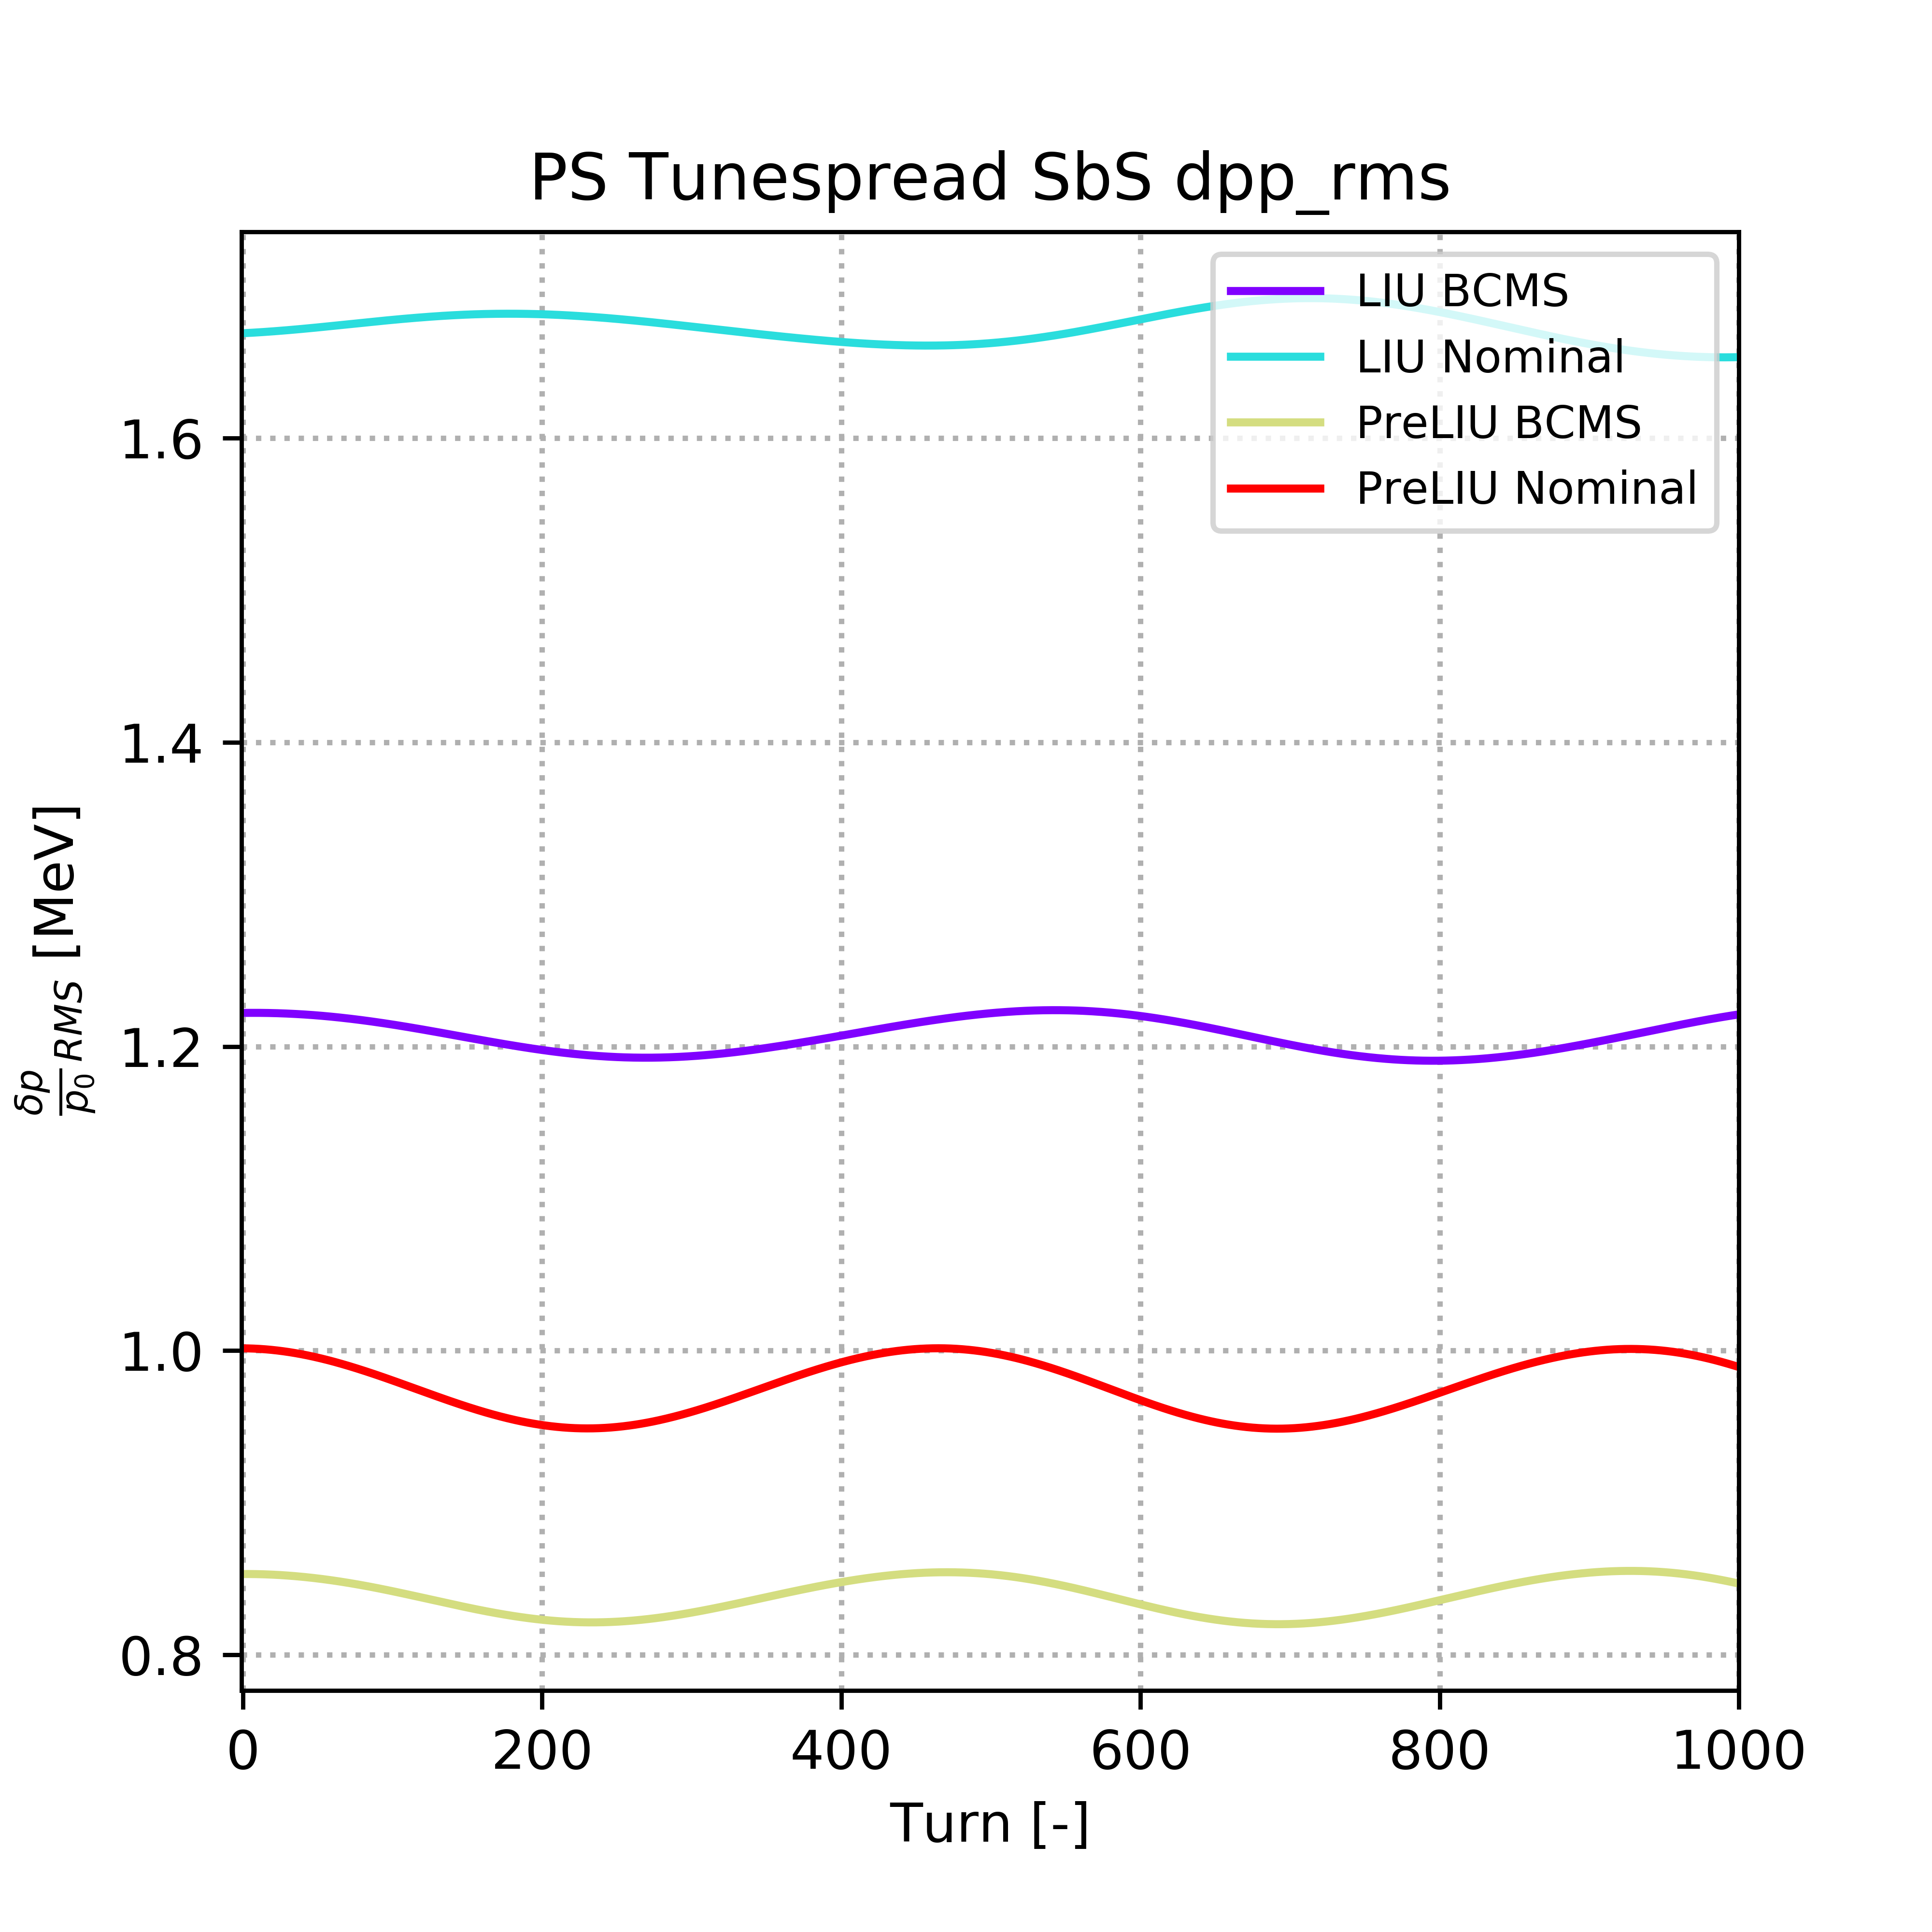 PS Tunespread SbS dpp_rms
LIU BCMS
LIU Nominal
PreLIU BCMS
PreLIU Nominal
1.6
1.4
1.2
1.0
0.8
δp/p₀ RMS [MeV]
0 200 400 600 800 1000
Turn [-]